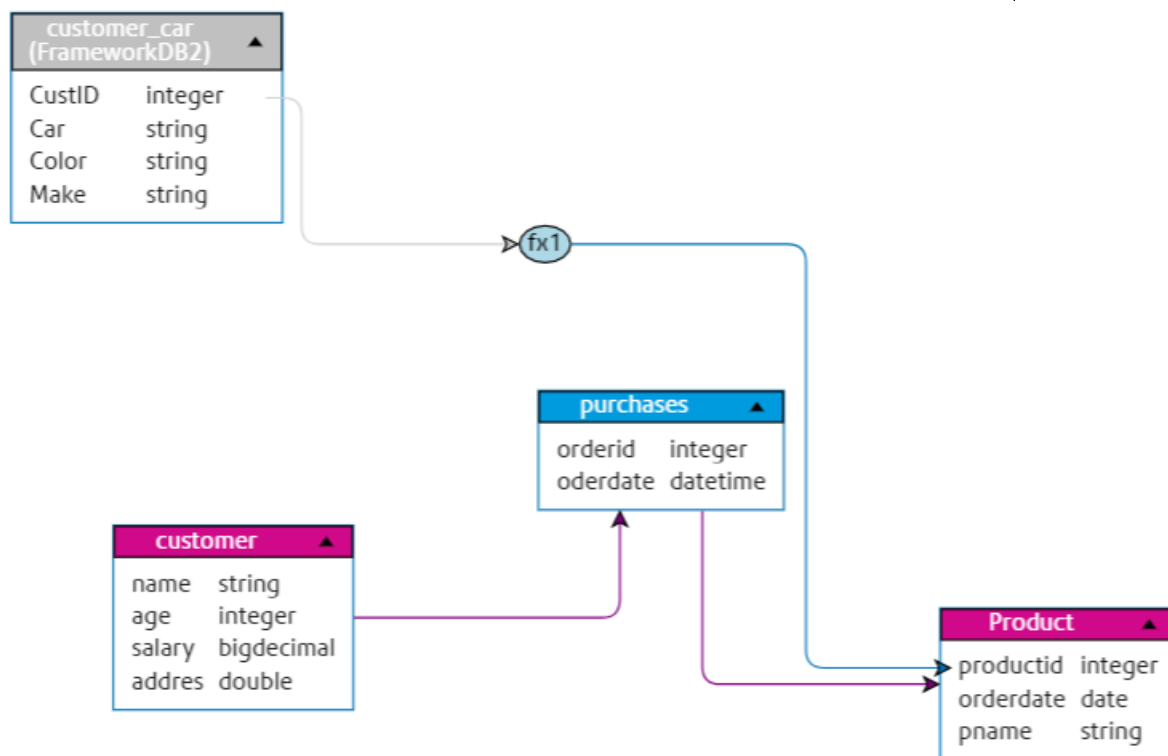 customer_car
(FrameworkDB2)
CustID integer
Car string
Color string
Make string
fx1
purchases
orderid integer
oderdate datetime
customer
name string
age integer
salary bigdecimal
addres double
Product
productid integer
orderdate date
pname string